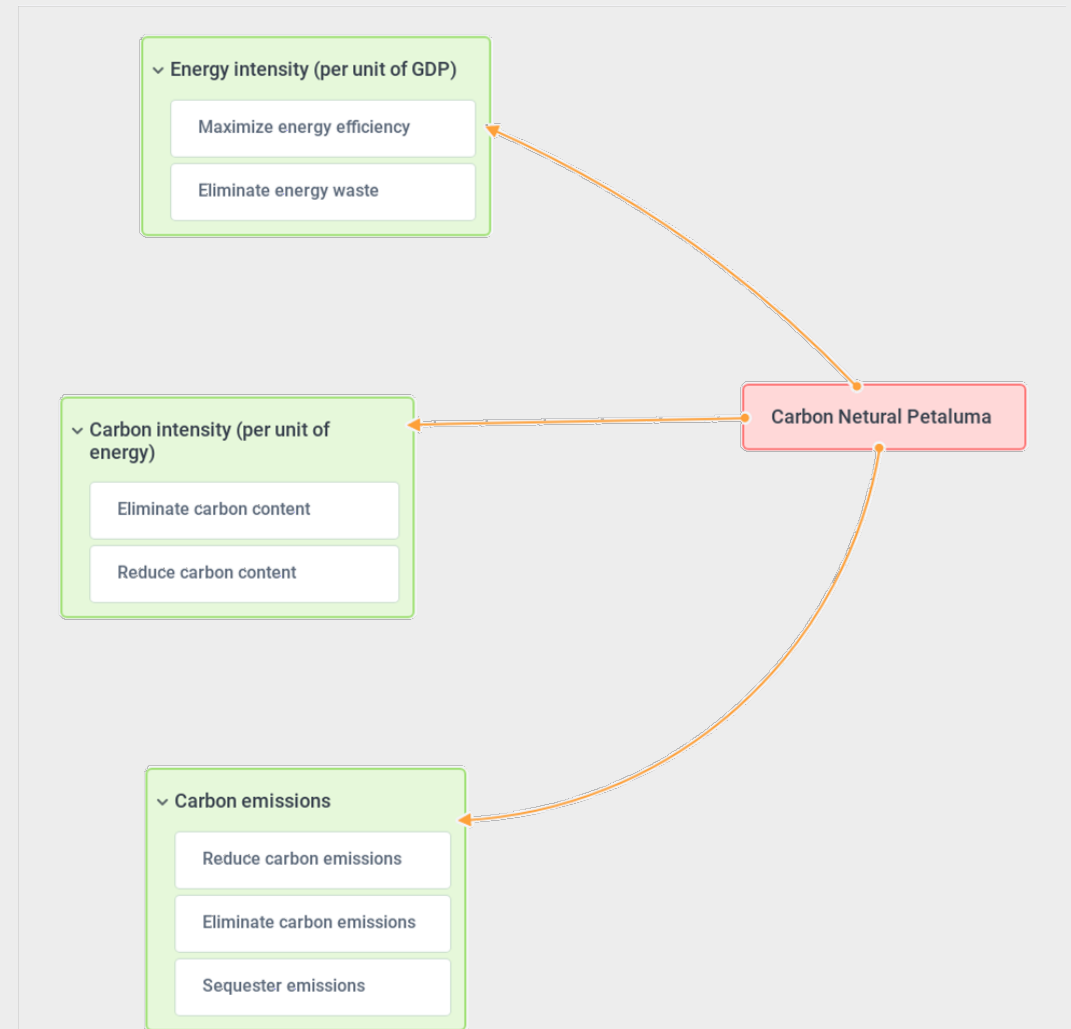 Energy intensity (per unit of GDP)
Maximize energy efficiency
Eliminate energy waste
Carbon Netural Petaluma
Carbon intensity (per unit of
energy)
Eliminate carbon content
Reduce carbon content
Carbon emissions
Reduce carbon emissions
Eliminate carbon emissions
Sequester emissions